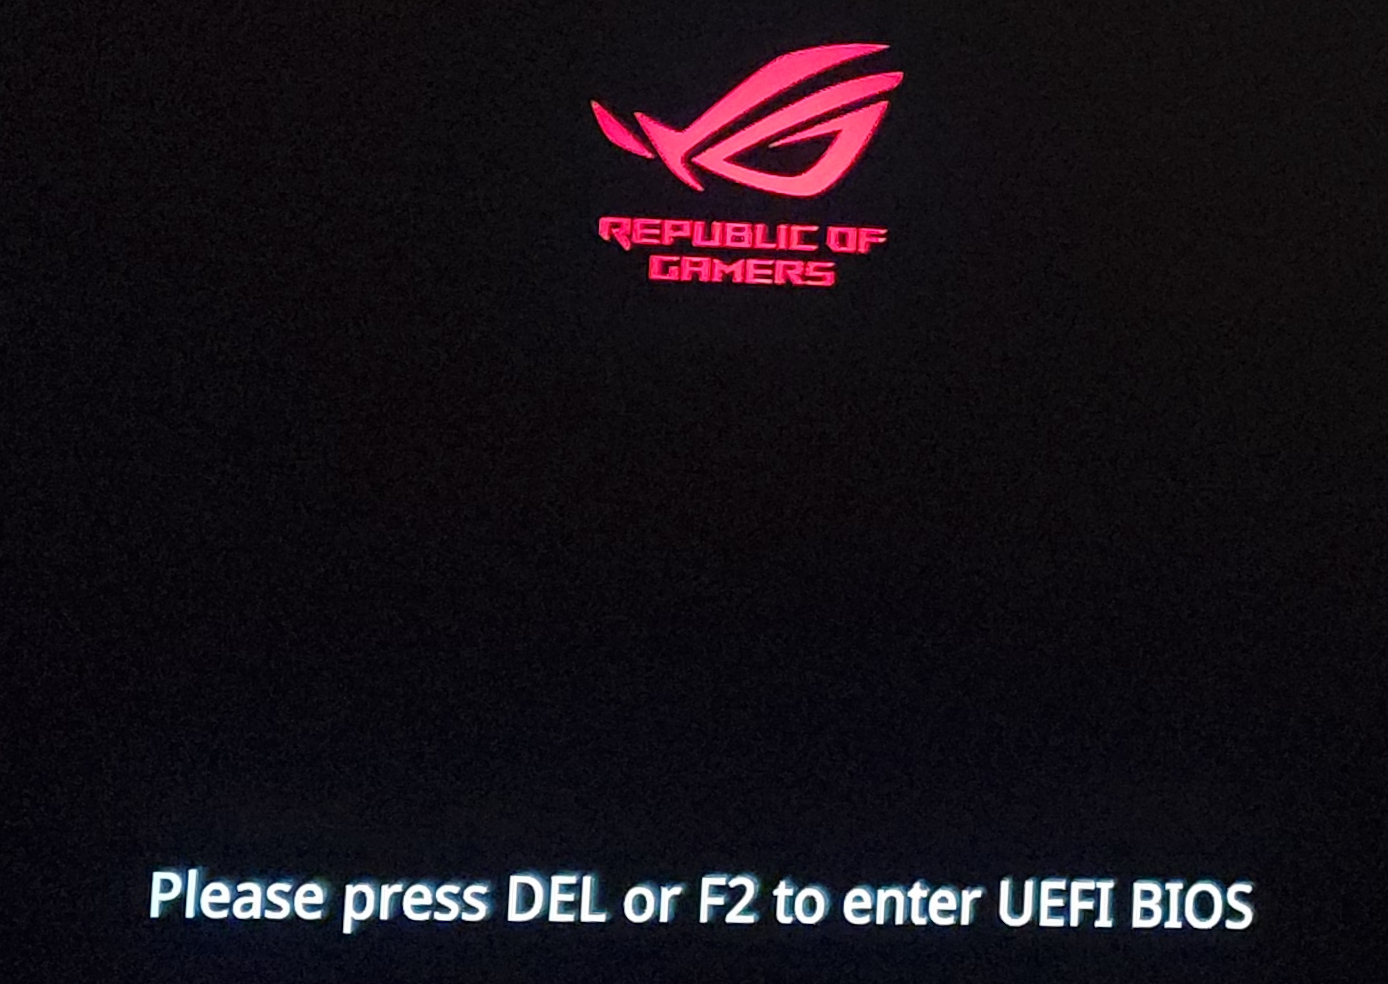 REPUBLIC OF
GAMERS
Please press DEL or F2 to enter UEFI BIOS